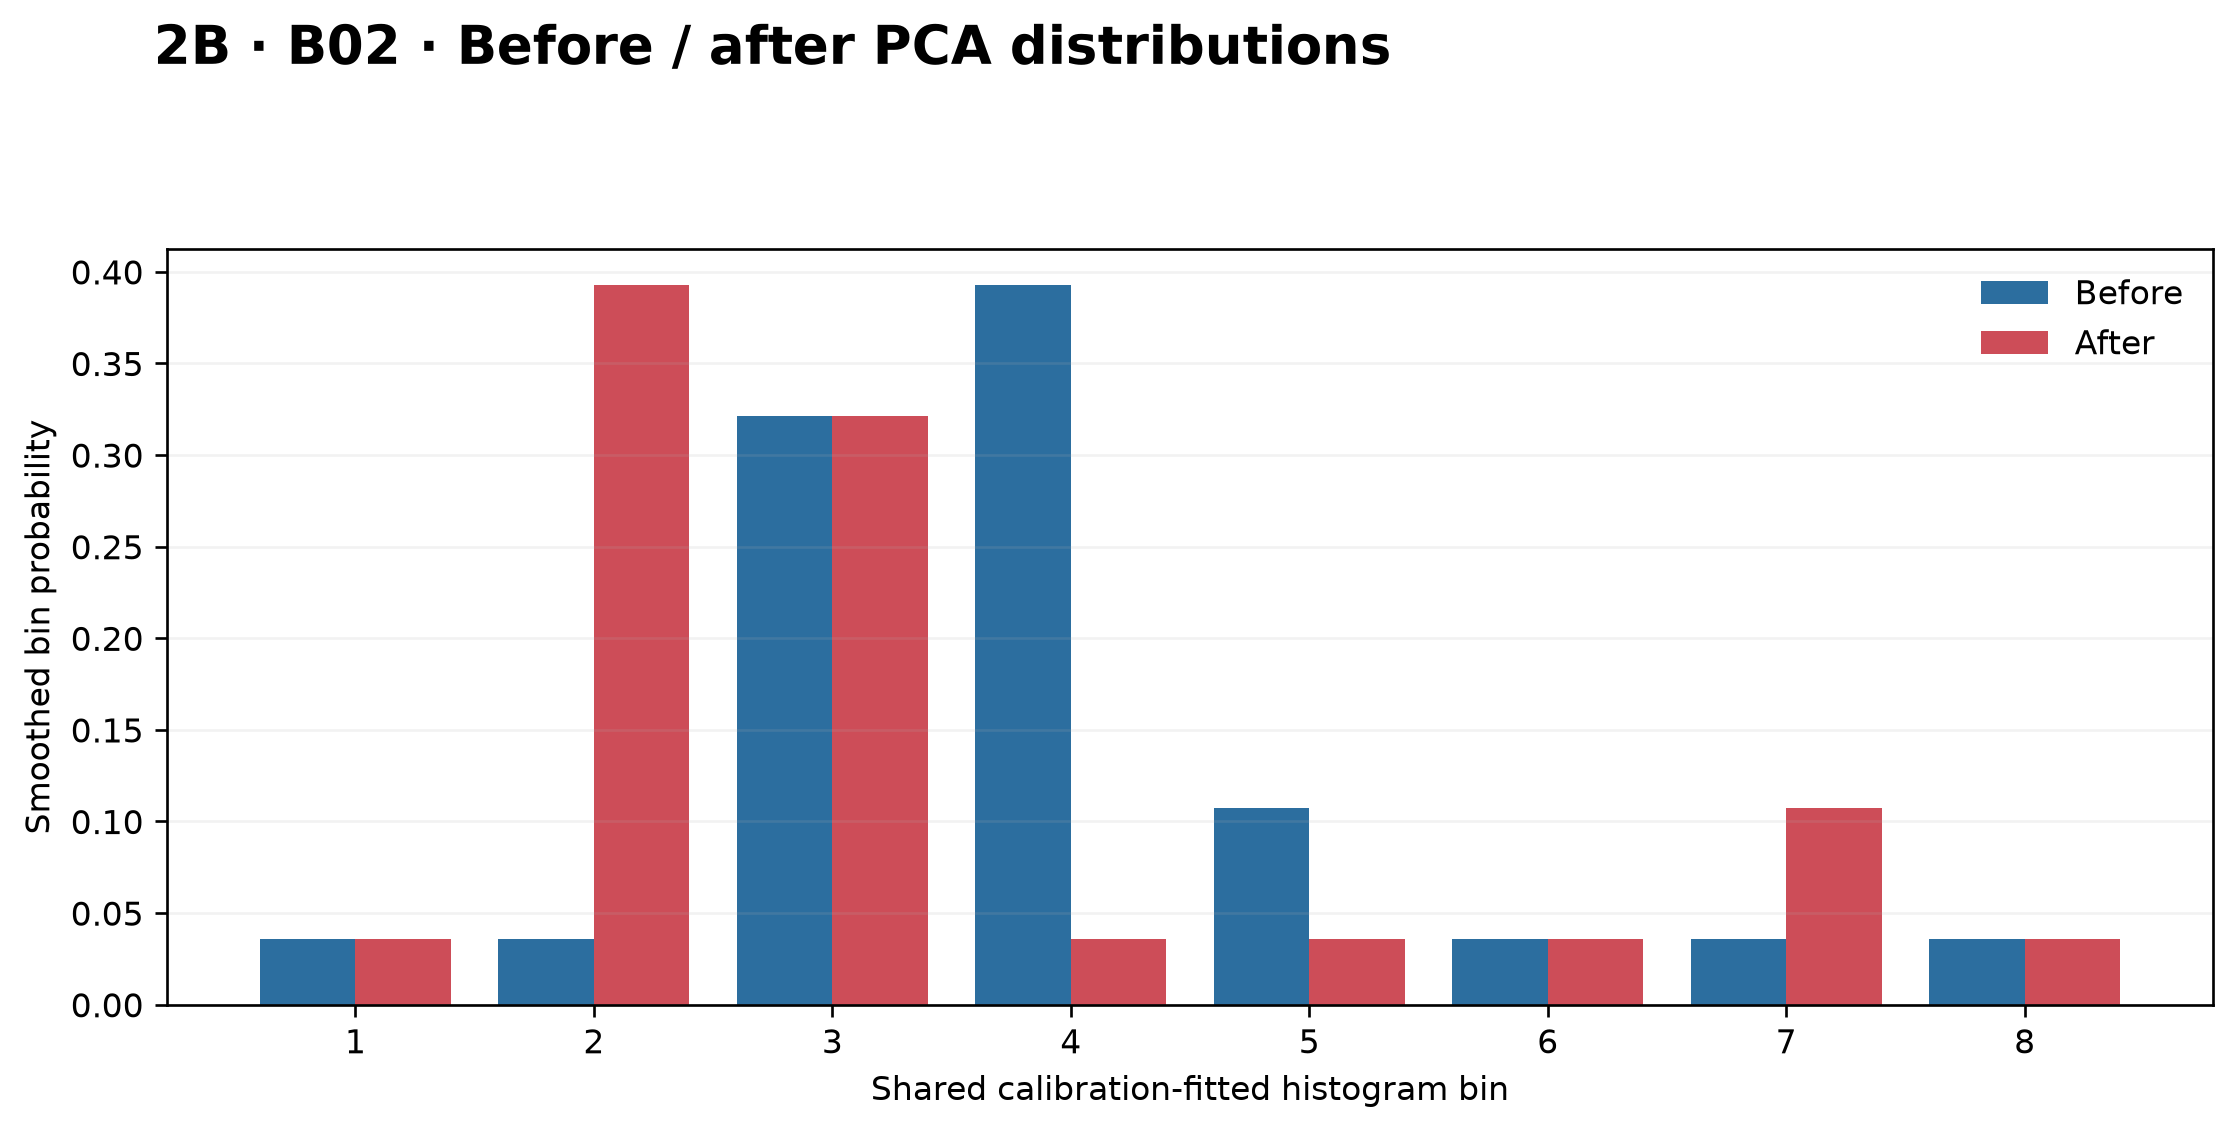 2B · B02 · Before / after PCA distributions
Before
After
Smoothed bin probability
0.40
0.35
0.30
0.25
0.20
0.15
0.10
0.05
0.00
1 2 3 4 5 6 7 8
Shared calibration-fitted histogram bin